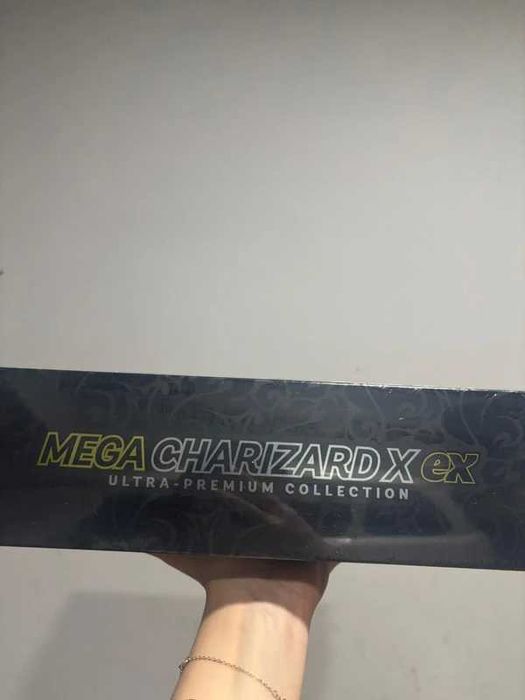 MEGA CHARIZARD X ex
ULTRA-PREMIUM COLLECTION